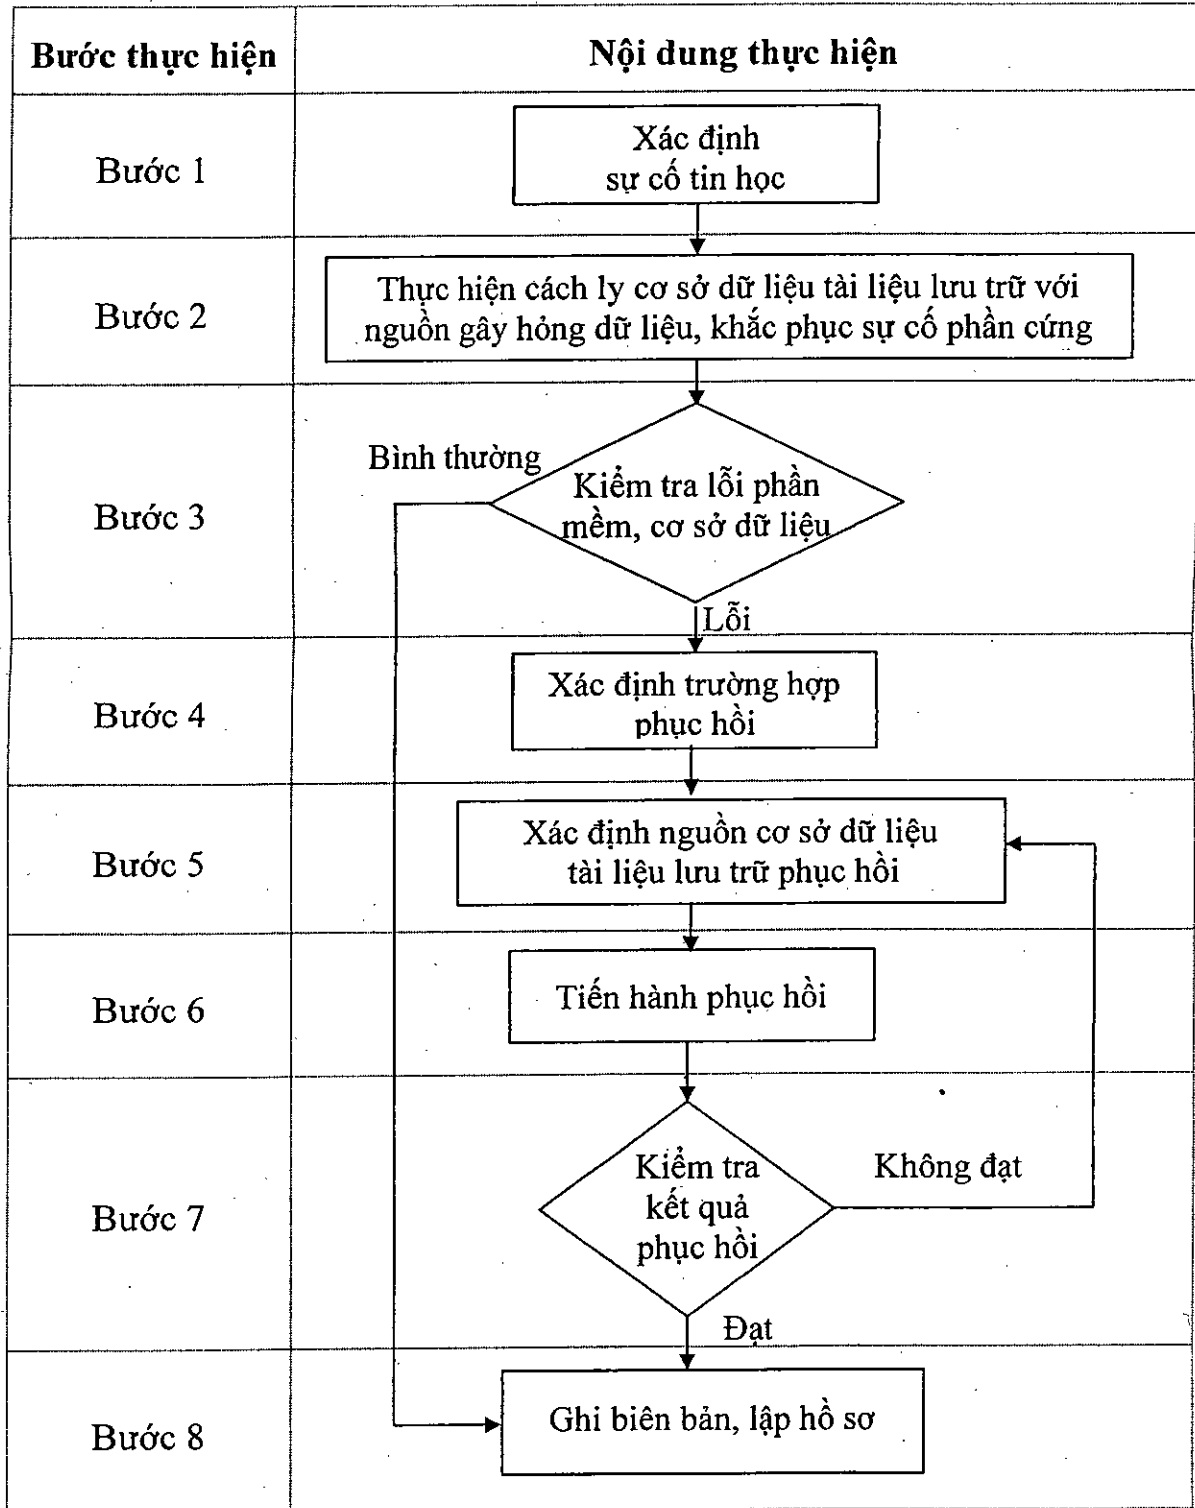 Bước thực hiện
Nội dung thực hiện
Bước 1
Xác định
sự cố tin học
Bước 2
Thực hiện cách ly cơ sở dữ liệu tài liệu lưu trữ với
nguồn gây hỏng dữ liệu, khắc phục sự cố phần cứng
Bước 3
Bình thường
Kiểm tra lỗi phần
mềm, cơ sở dữ liệu
Lỗi
Bước 4
Xác định trường hợp
phục hồi
Bước 5
Xác định nguồn cơ sở dữ liệu
tài liệu lưu trữ phục hồi
Bước 6
Tiến hành phục hồi
Bước 7
Kiểm tra
kết quả
phục hồi
Không đạt
Đạt
Bước 8
Ghi biên bản, lập hồ sơ